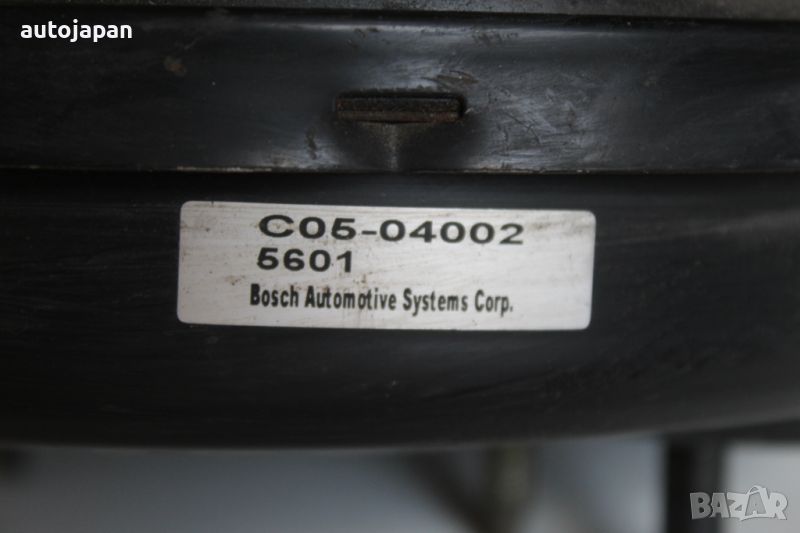 autojapan
C05-04002
5601
Bosch Automotive Systems Corp.
BAZAR